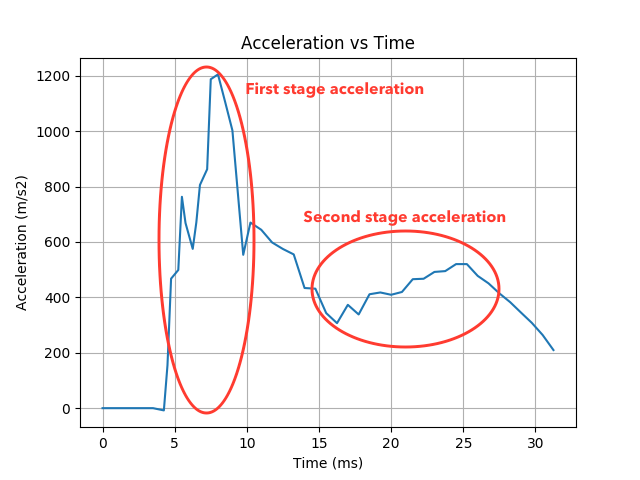 Acceleration vs Time
First stage acceleration
Second stage acceleration
Acceleration (m/s2)
1200
1000
800
600
400
200
0
0 5 10 15 20 25 30
Time (ms)